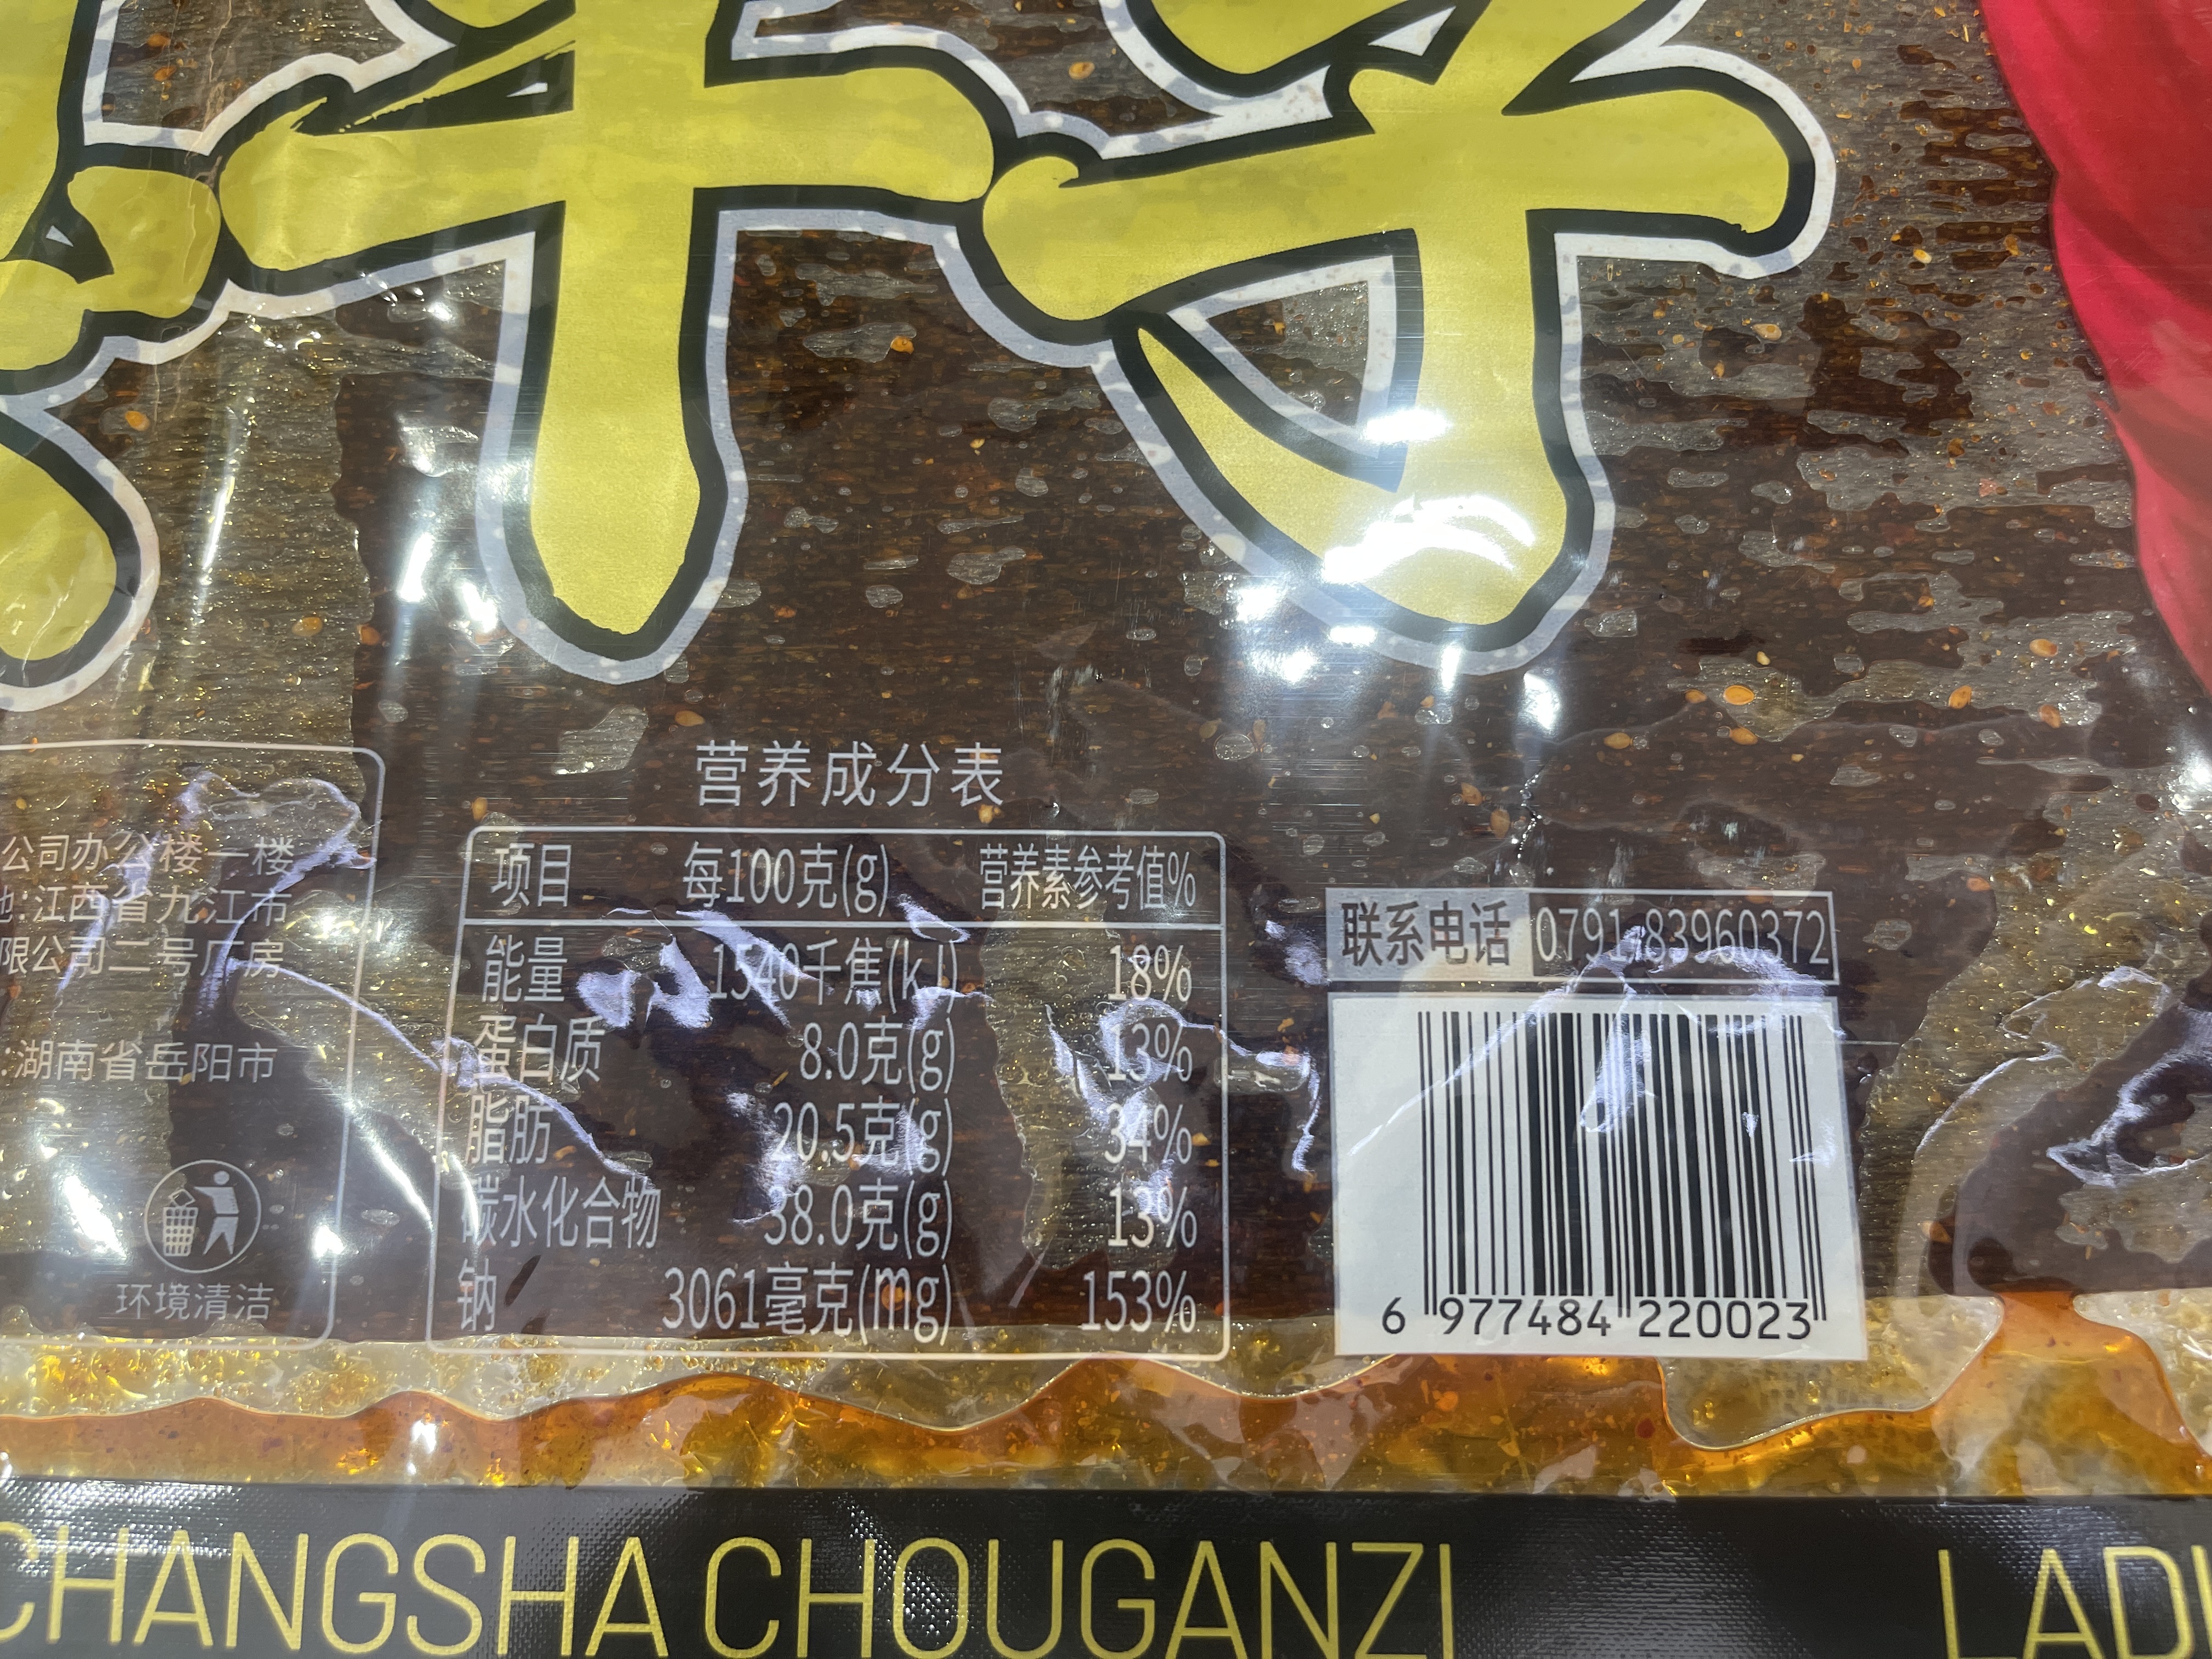 营养成分表
公司办公楼一楼
地:江西省九江市
限公司二号厂房
:湖南省岳阳市
环境清洁
项目 每100克(g) 营养素参考值%
能量 1540千焦(kJ) 18%
蛋白质 8.0克(g) 13%
脂肪 20.5克(g) 34%
碳水化合物 38.0克(g) 13%
钠 3061毫克(mg) 153%
联系电话 0791-83960372
6 977484 220023
CHANGSHA CHOUGANZI LADI